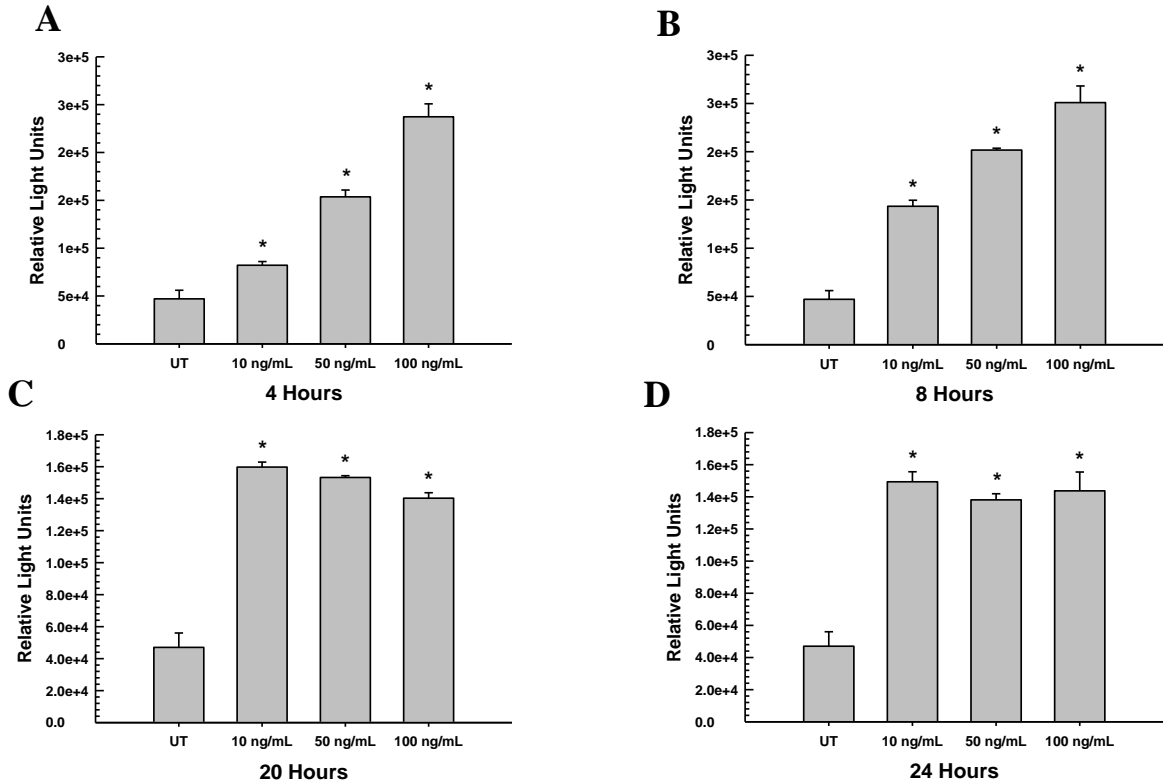 A
Relative Light Units
3e+5
3e+5
2e+5
2e+5
1e+5
5e+4
0
*
*
*
UT
10 ng/mL
50 ng/mL
100 ng/mL
4 Hours
B
Relative Light Units
3e+5
3e+5
2e+5
2e+5
1e+5
5e+4
0
*
*
*
UT
10 ng/mL
50 ng/mL
100 ng/mL
8 Hours
C
Relative Light Units
1.8e+5
1.6e+5
1.4e+5
1.2e+5
1.0e+5
8.0e+4
6.0e+4
4.0e+4
2.0e+4
0.0
*
*
*
UT
10 ng/mL
50 ng/mL
100 ng/mL
20 Hours
D
Relative Light Units
1.8e+5
1.6e+5
1.4e+5
1.2e+5
1.0e+5
8.0e+4
6.0e+4
4.0e+4
2.0e+4
0.0
*
*
*
UT
10 ng/mL
50 ng/mL
100 ng/mL
24 Hours